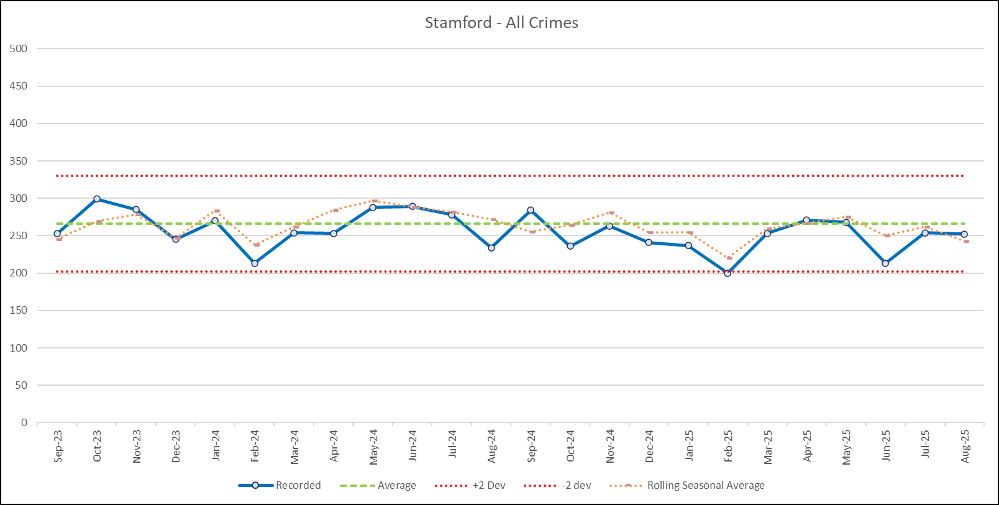 Stamford - All Crimes
500
450
400
350
300
250
200
150
100
50
0
Sep-23
Oct-23
Nov-23
Dec-23
Jan-24
Feb-24
Mar-24
Apr-24
May-24
Jun-24
Jul-24
Aug-24
Sep-24
Oct-24
Nov-24
Dec-24
Jan-25
Feb-25
Mar-25
Apr-25
May-25
Jun-25
Jul-25
Aug-25
Recorded Average +2 Dev -2 dev Rolling Seasonal Average